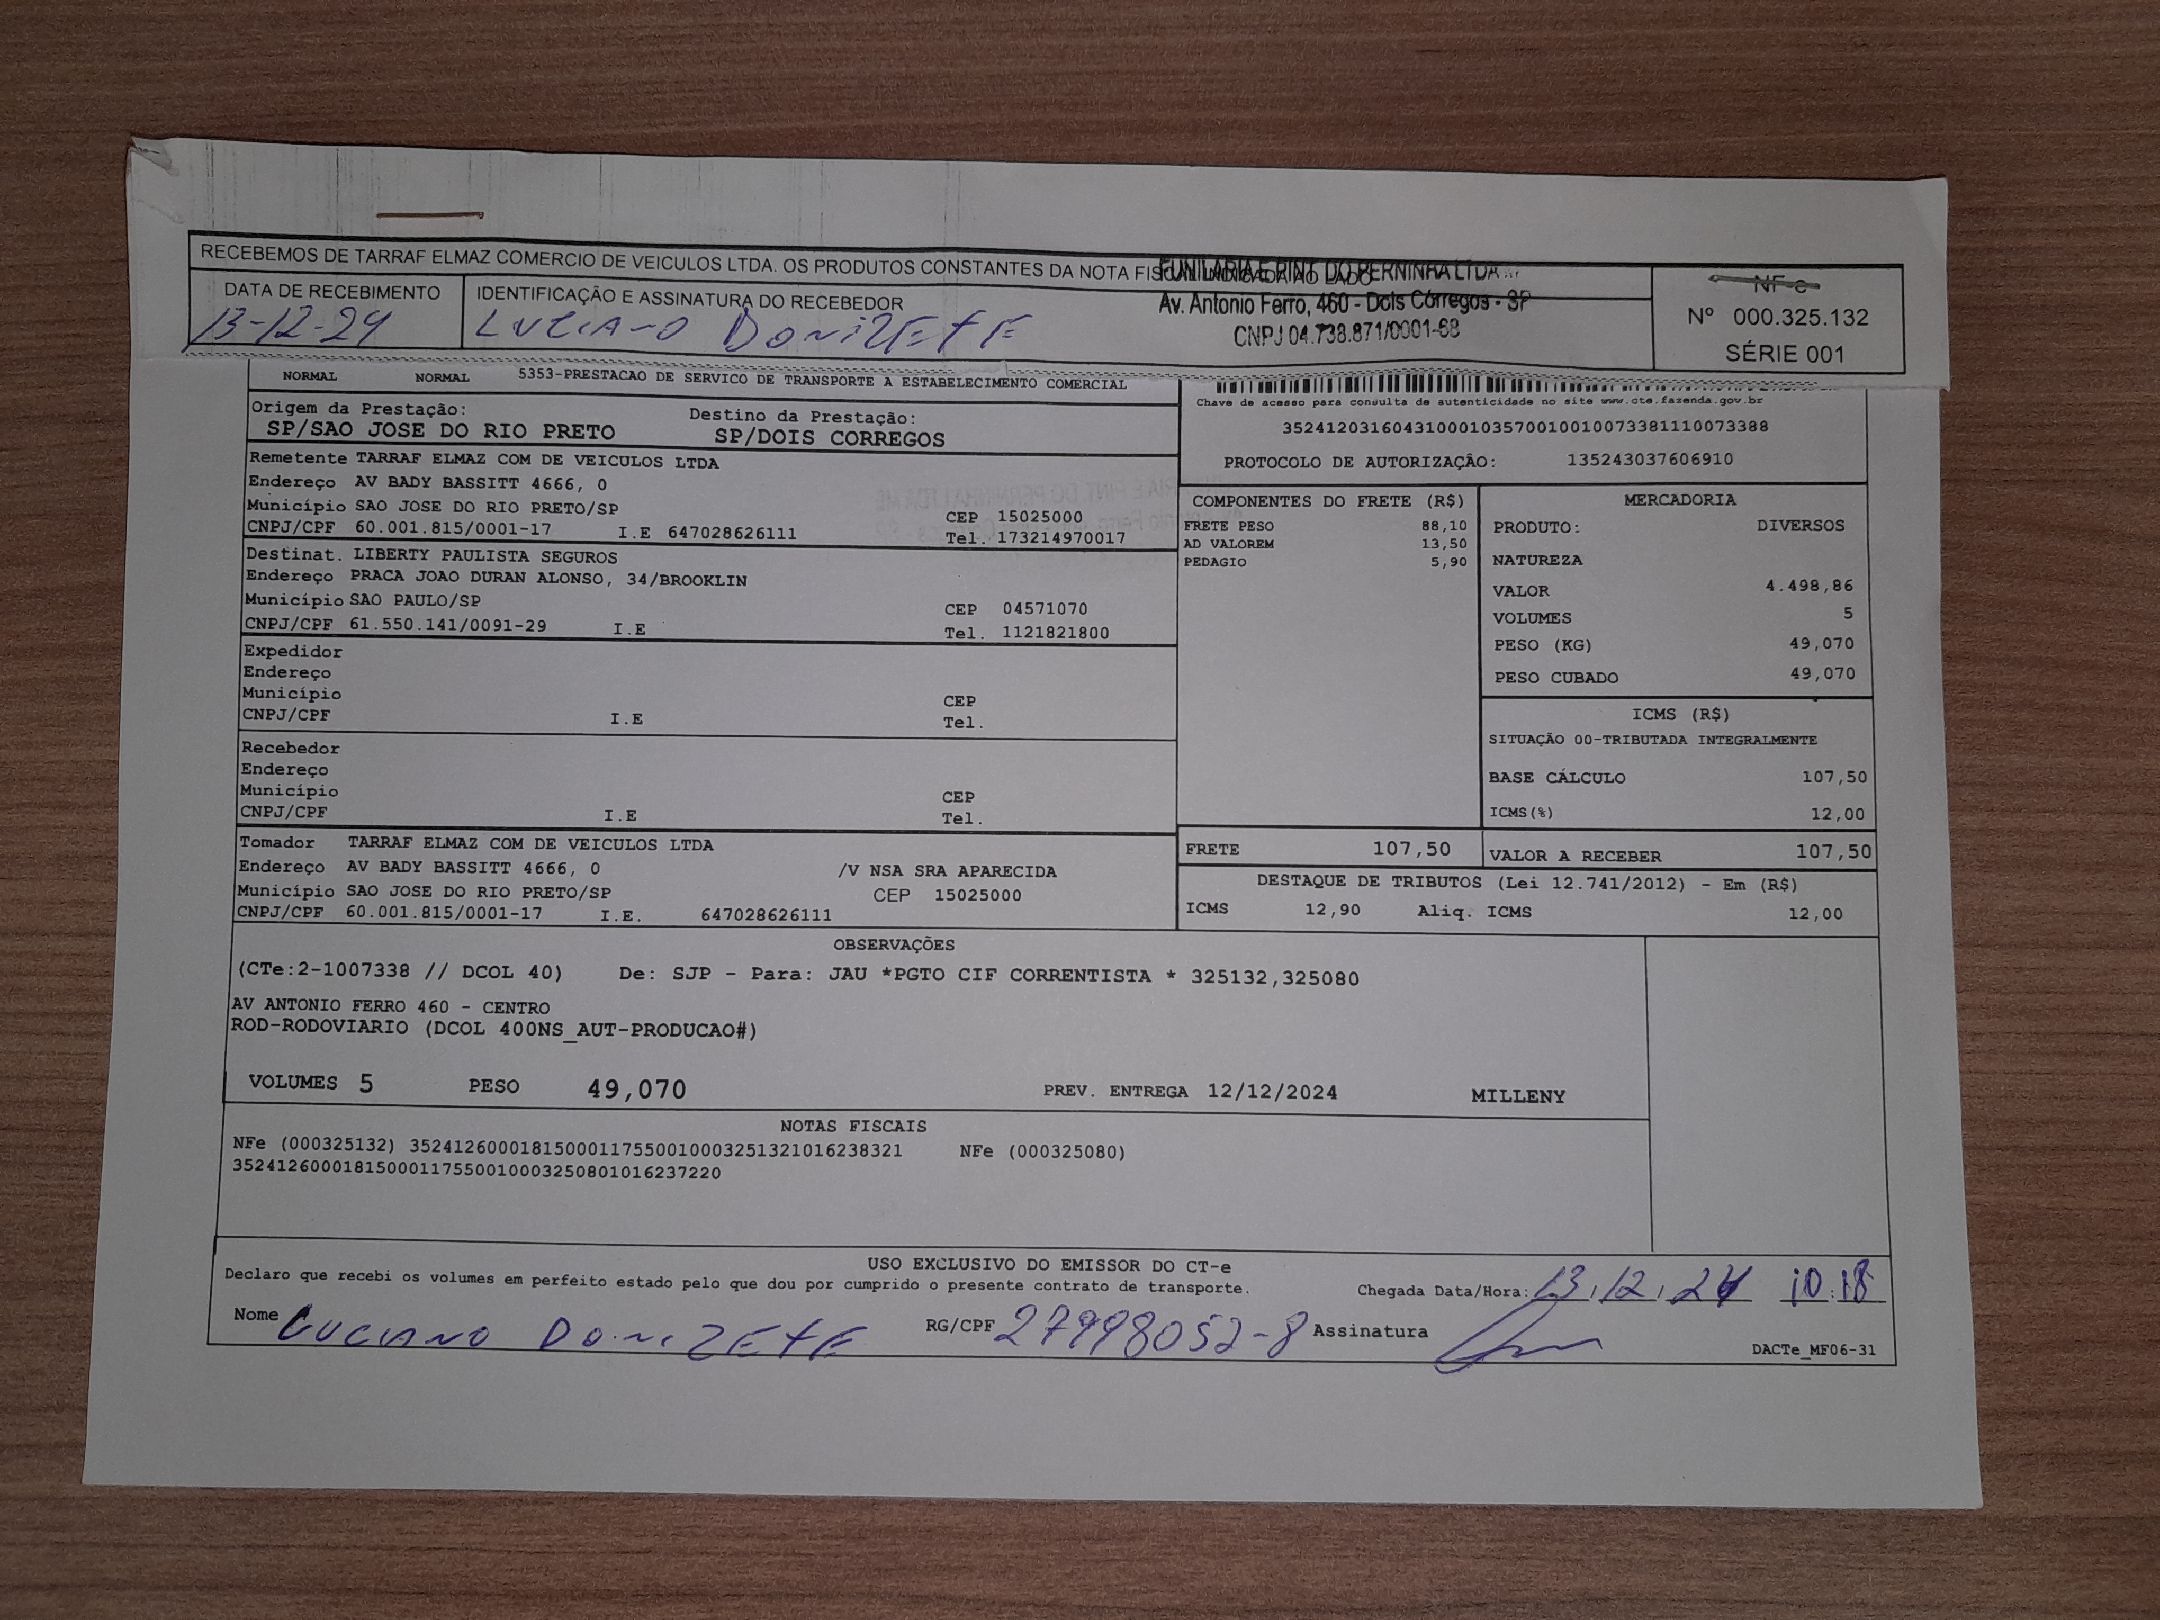 RECEBEMOS DE TARRAF ELMAZ COMERCIO DE VEICULOS LTDA. OS PRODUTOS CONSTANTES DA NOTA FISCAL INDICADA AO LADO
FUNILARIA E PINT. DO PERNINHA LTDA
Av. Antonio Ferro, 460 - Dois Córregos - SP
CNPJ 04.738.871/0001-68
DATA DE RECEBIMENTO
13-12-24
IDENTIFICAÇÃO E ASSINATURA DO RECEBEDOR
LUCIANO DONIZETE
NF-e
Nº 000.325.132
SÉRIE 001
NORMAL NORMAL 5353-PRESTACAO DE SERVICO DE TRANSPORTE A ESTABELECIMENTO COMERCIAL
Chave de acesso para consulta de autenticidade no site www.cte.fazenda.gov.br
35241203160431000103570010010073381110073388
PROTOCOLO DE AUTORIZAÇÃO: 135243037606910
Origem da Prestação: Destino da Prestação:
SP/SAO JOSE DO RIO PRETO SP/DOIS CORREGOS
Remetente TARRAF ELMAZ COM DE VEICULOS LTDA
Endereço AV BADY BASSITT 4666, 0
Município SAO JOSE DO RIO PRETO/SP CEP 15025000
CNPJ/CPF 60.001.815/0001-17 I.E 647028626111 Tel. 173214970017
Destinat. LIBERTY PAULISTA SEGUROS
Endereço PRACA JOAO DURAN ALONSO, 34/BROOKLIN
Município SAO PAULO/SP CEP 04571070
CNPJ/CPF 61.550.141/0091-29 I.E Tel. 1121821800
Expedidor
Endereço
Município CEP
CNPJ/CPF I.E Tel.
Recebedor
Endereço
Município CEP
CNPJ/CPF I.E Tel.
Tomador TARRAF ELMAZ COM DE VEICULOS LTDA
Endereço AV BADY BASSITT 4666, 0 /V NSA SRA APARECIDA
Município SAO JOSE DO RIO PRETO/SP CEP 15025000
CNPJ/CPF 60.001.815/0001-17 I.E. 647028626111
COMPONENTES DO FRETE (R$)
FRETE PESO 88,10
AD VALOREM 13,50
PEDAGIO 5,90
MERCADORIA
PRODUTO: DIVERSOS
NATUREZA
VALOR 4.498,86
VOLUMES 5
PESO (KG) 49,070
PESO CUBADO 49,070
ICMS (R$)
SITUAÇÃO 00-TRIBUTADA INTEGRALMENTE
BASE CÁLCULO 107,50
ICMS(%) 12,00
FRETE 107,50 VALOR A RECEBER 107,50
DESTAQUE DE TRIBUTOS (Lei 12.741/2012) - Em (R$)
ICMS 12,90 Aliq. ICMS 12,00
OBSERVAÇÕES
(CTe:2-1007338 // DCOL 40) De: SJP - Para: JAU *PGTO CIF CORRENTISTA * 325132,325080
AV ANTONIO FERRO 460 - CENTRO
ROD-RODOVIARIO (DCOL 400NS_AUT-PRODUCAO#)
VOLUMES 5 PESO 49,070 PREV. ENTREGA 12/12/2024 MILLENY
NOTAS FISCAIS
NFe (000325132) 35241260001815000117550010003251321016238321 NFe (000325080)
35241260001815000117550010003250801016237220
USO EXCLUSIVO DO EMISSOR DO CT-e
Declaro que recebi os volumes em perfeito estado pelo que dou por cumprido o presente contrato de transporte.
Chegada Data/Hora: 13.12.24 10:18
Nome LUCIANO DONIZETE RG/CPF 27998052-8 Assinatura
DACTe_MF06-31